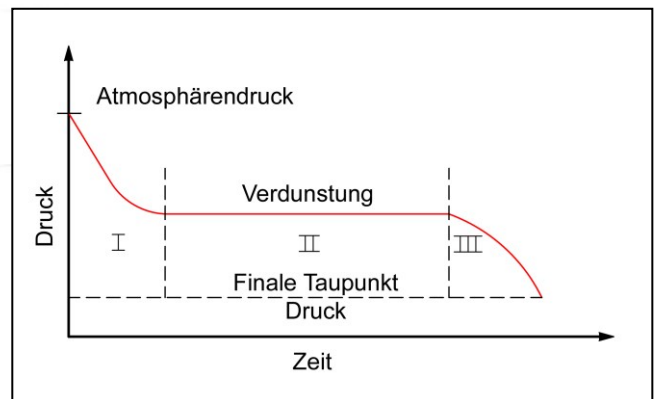 Atmosphärendruck
Druck
Verdunstung
I
II
III
Finale Taupunkt
Druck
Zeit